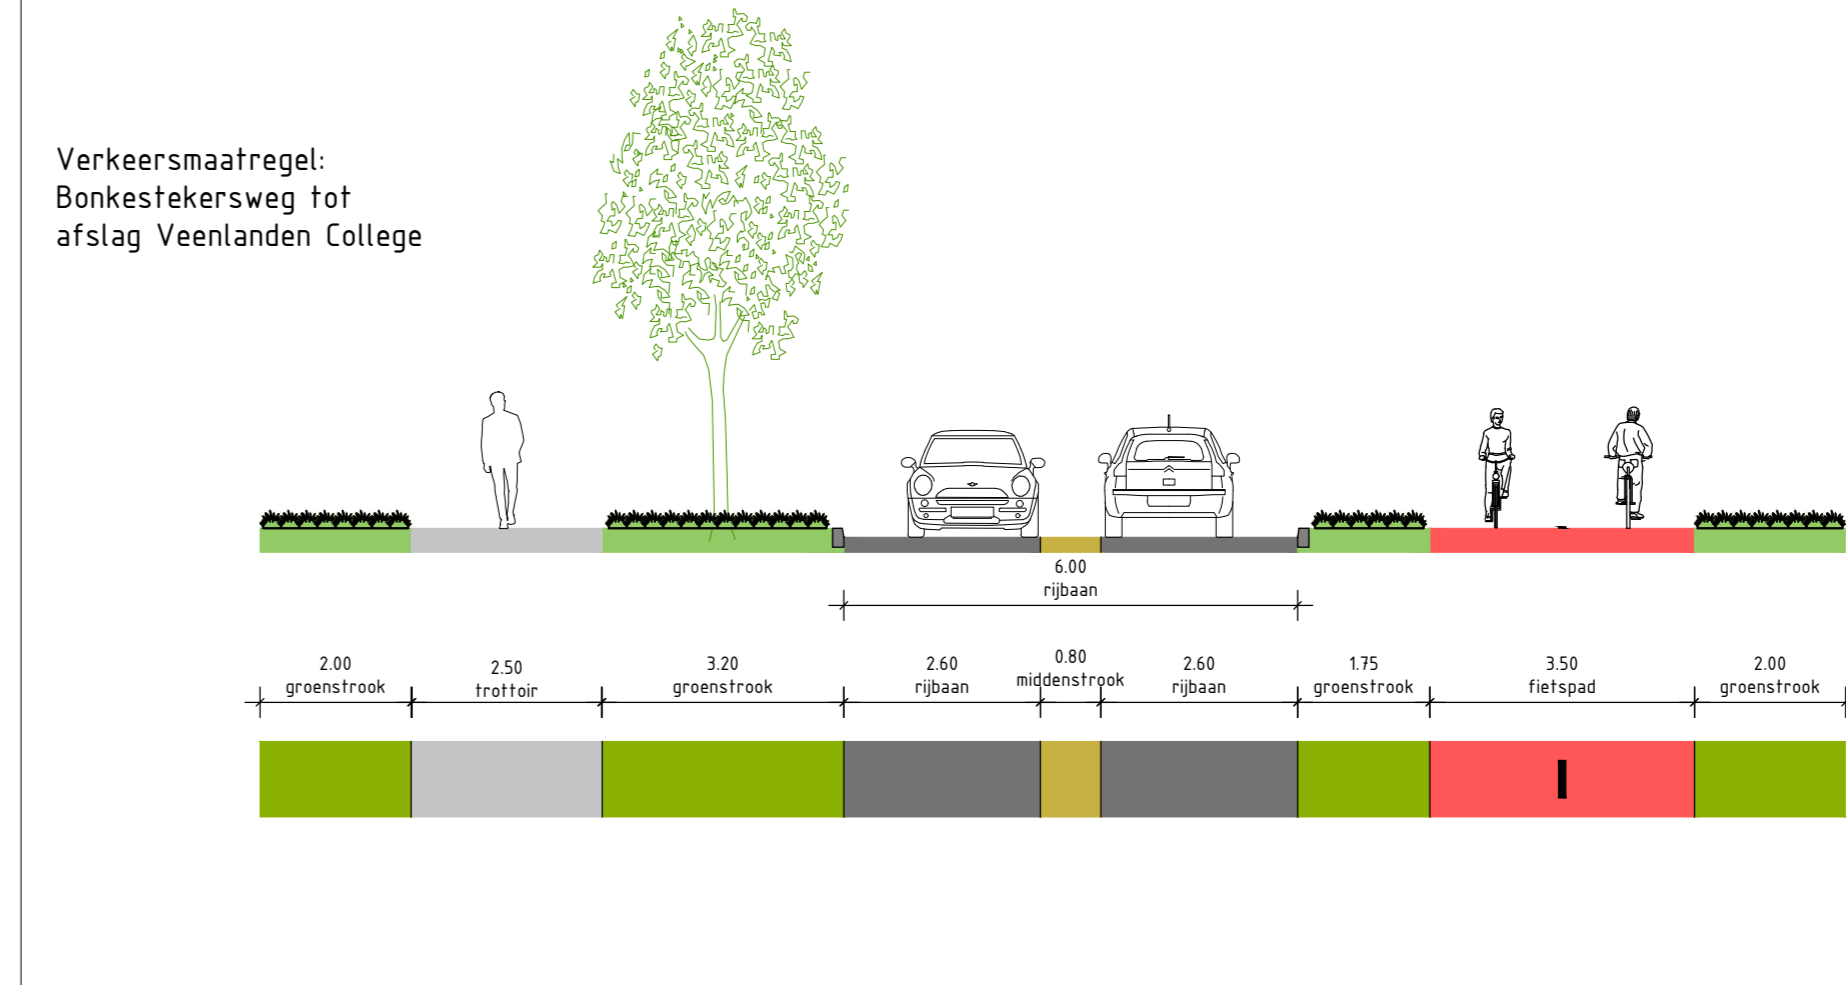 Verkeersmaatregel:
Bonkestekersweg tot
afslag Veenlanden College
6.00
rijbaan
2.00
groenstrook
2.50
trottoir
3.20
groenstrook
2.60
rijbaan
0.80
middenstrook
2.60
rijbaan
1.75
groenstrook
3.50
fietspad
2.00
groenstrook